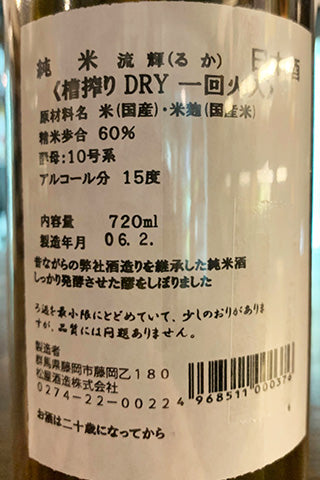 純 米 流輝(るか) 日本酒
〈槽搾り DRY 一回火入〉
原材料名 米(国産)・米麹(国産米)
精米歩合 60%
酵母:10号系
アルコール分 15度
内容量 720ml
製造年月 06.2.
昔ながらの弊社酒造りを継承した純米酒
しっかり発酵させた醪をしぼりました
ろ過を最小限にとどめていて、少しのおりがありま
すが、品質には問題ありません。
製造者
群馬県藤岡市藤岡乙180
松屋酒造株式会社
0274-22-00224
968511 000376
お酒は二十歳になってから